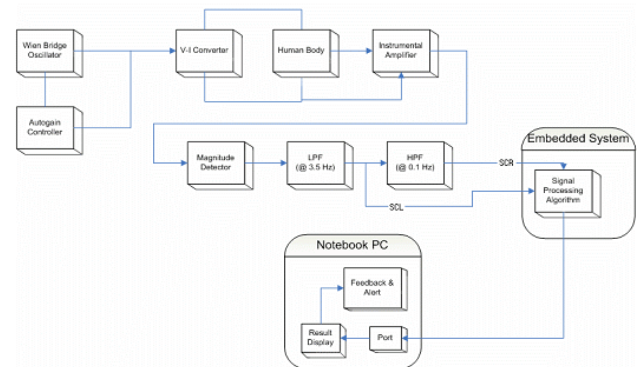 Wien Bridge
Oscillator
V-I Converter
Human Body
Instrumental
Amplifier
Autogain
Controller
Magnitude
Detector
LPF
(@ 3.5 Hz)
HPF
(@ 0.1 Hz)
SCR
SCL
Embedded System
Signal
Processing
Algorithm
Notebook PC
Feedback &
Alert
Result
Display
Port